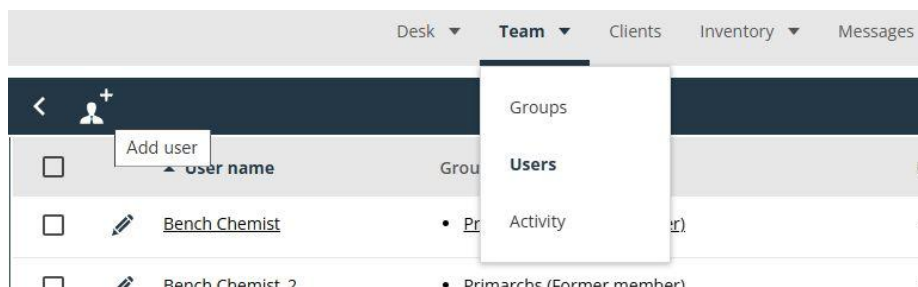 Desk Team Clients Inventory Messages
Groups
Add user
User name Grou
Users
Bench Chemist • Pr er)
Activity
Bench Chemist 2 • Primarchs (Former member)